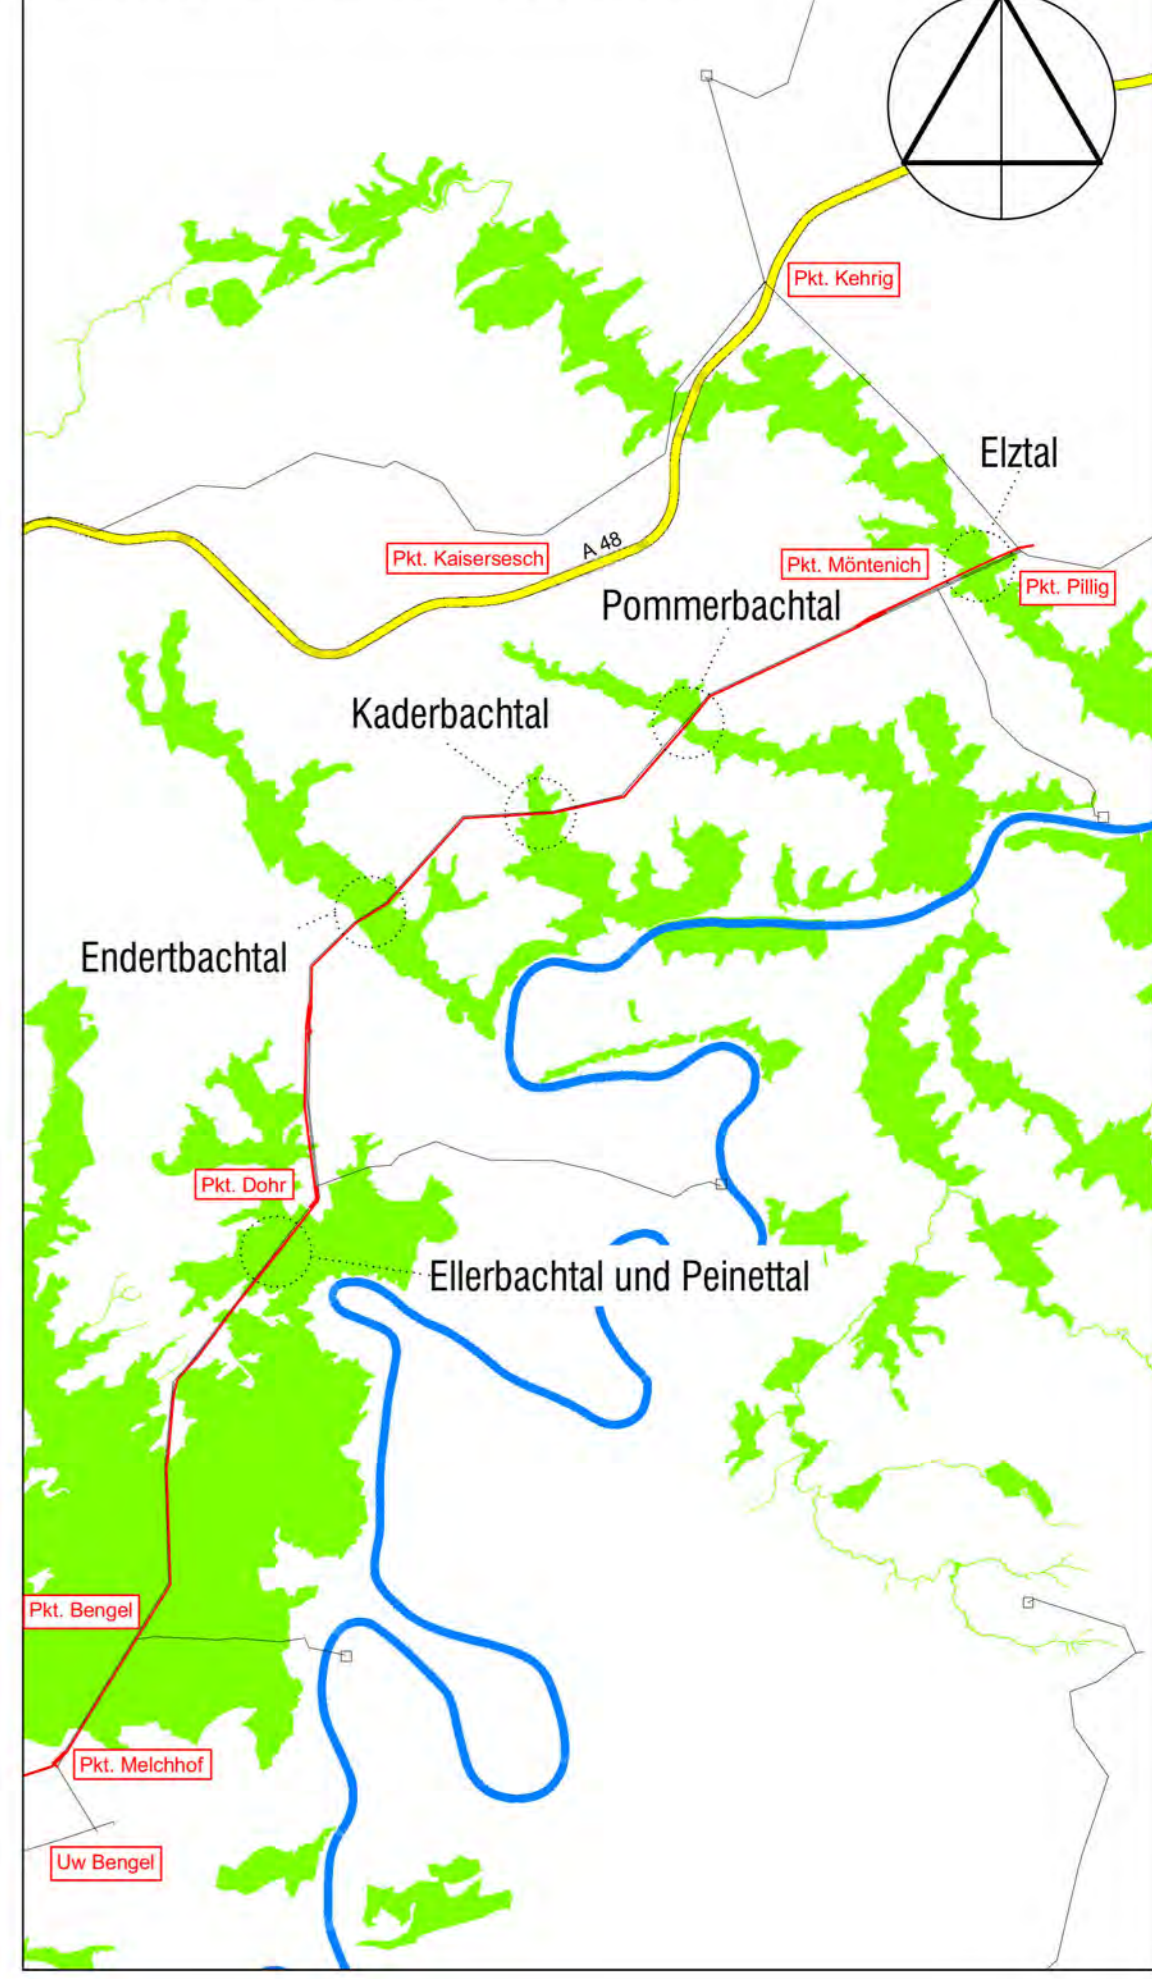 Pkt. Kehrig
Elztal
A 48
Pkt. Kaisersesch
Pkt. Möntenich
Pkt. Pillig
Pommerbachtal
Kaderbachtal
Endertbachtal
Pkt. Dohr
Ellerbachtal und Peinettal
Pkt. Bengel
Pkt. Melchhof
Uw Bengel